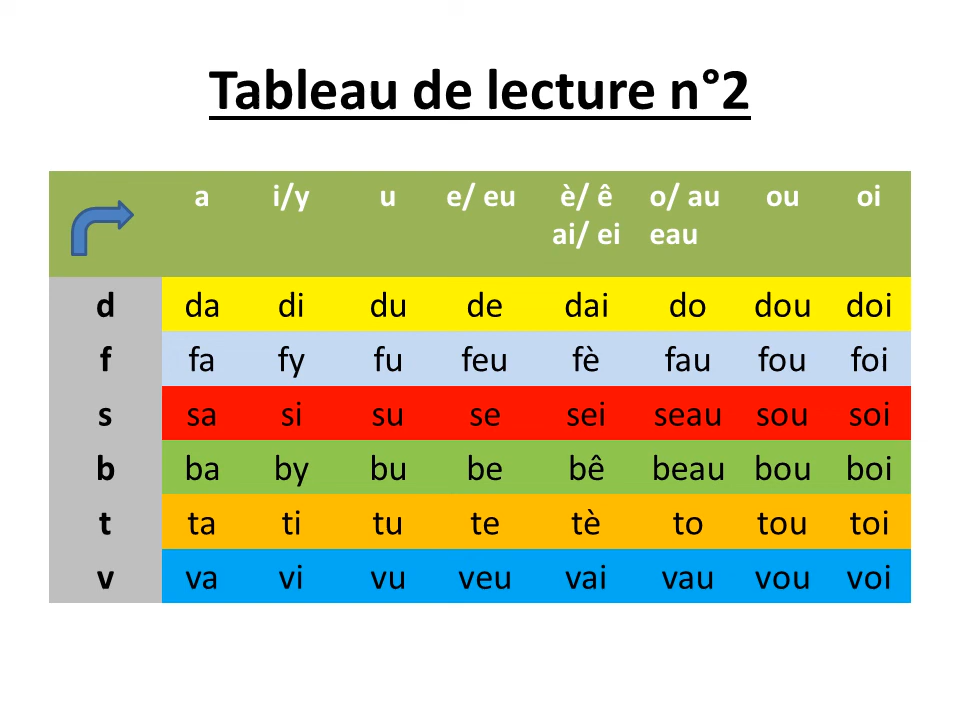 Tableau de lecture n°2
a i/y u e/ eu è/ ê o/ au ou oi
ai/ ei eau
d da di du de dai do dou doi
f fa fy fu feu fè fau fou foi
s sa si su se sei seau sou soi
b ba by bu be bê beau bou boi
t ta ti tu te tè to tou toi
v va vi vu veu vai vau vou voi